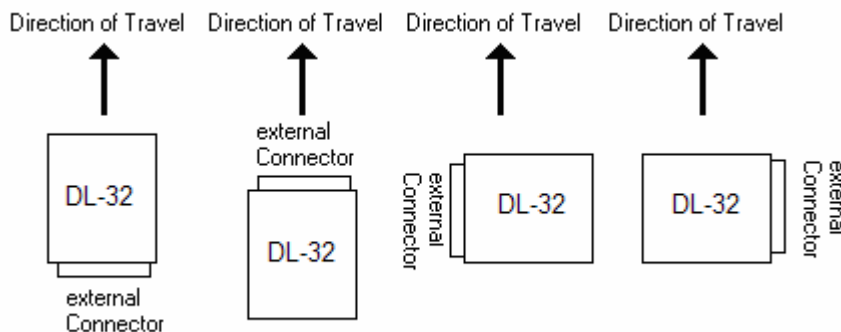 Direction of Travel
DL-32
external
Connector
Direction of Travel
external
Connector
DL-32
Direction of Travel
external
Connector
DL-32
Direction of Travel
DL-32
external
Connector